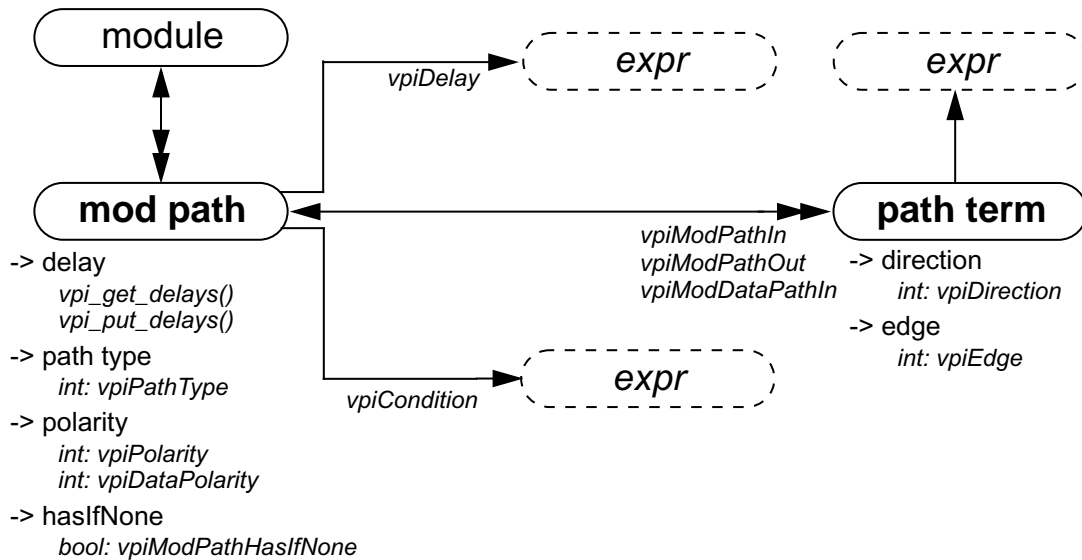 module
expr
expr
vpiDelay
mod path
path term
vpiModPathIn
vpiModPathOut
vpiModDataPathIn
-> delay
vpi_get_delays()
vpi_put_delays()
-> path type
int: vpiPathType
-> polarity
int: vpiPolarity
int: vpiDataPolarity
-> hasIfNone
bool: vpiModPathHasIfNone
-> direction
int: vpiDirection
-> edge
int: vpiEdge
expr
vpiCondition